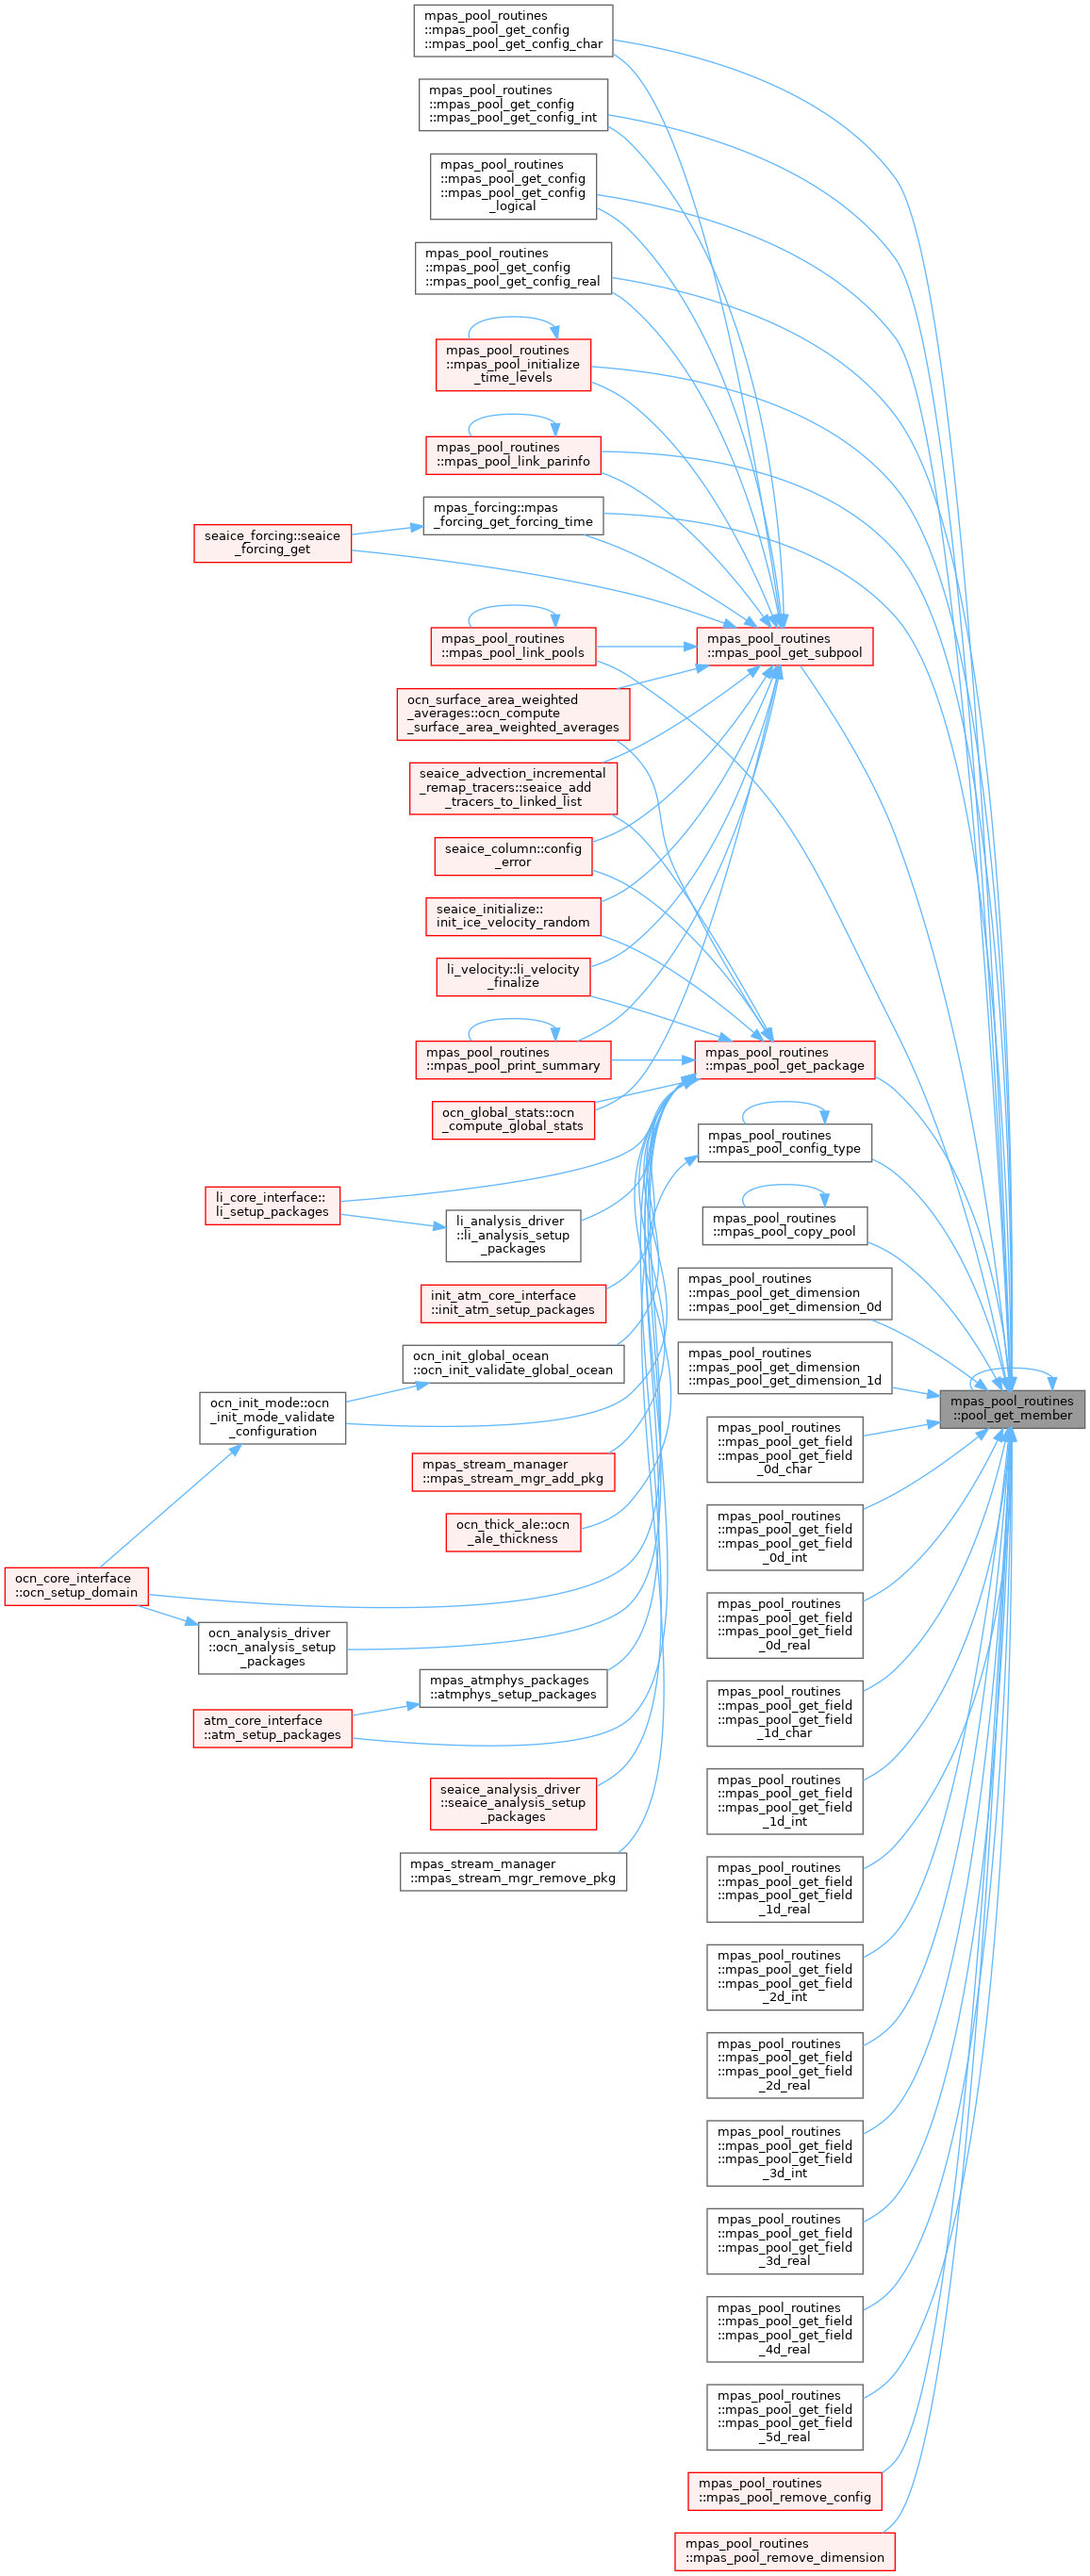 mpas_pool_routines
::mpas_pool_get_config
::mpas_pool_get_config_char
mpas_pool_routines
::mpas_pool_get_config
::mpas_pool_get_config_int
mpas_pool_routines
::mpas_pool_get_config
::mpas_pool_get_config
_logical
mpas_pool_routines
::mpas_pool_get_config
::mpas_pool_get_config_real
mpas_pool_routines
::mpas_pool_initialize
_time_levels
mpas_pool_routines
::mpas_pool_link_parinfo
mpas_forcing::mpas
_forcing_get_forcing_time
seaice_forcing::seaice
_forcing_get
mpas_pool_routines
::mpas_pool_link_pools
mpas_pool_routines
::mpas_pool_get_subpool
ocn_surface_area_weighted
_averages::ocn_compute
_surface_area_weighted_averages
seaice_advection_incremental
_remap_tracers::seaice_add
_tracers_to_linked_list
seaice_column::config
_error
seaice_initialize::
init_ice_velocity_random
li_velocity::li_velocity
_finalize
mpas_pool_routines
::mpas_pool_print_summary
mpas_pool_routines
::mpas_pool_get_package
ocn_global_stats::ocn
_compute_global_stats
mpas_pool_routines
::mpas_pool_config_type
li_core_interface::
li_setup_packages
li_analysis_driver
::li_analysis_setup
_packages
mpas_pool_routines
::mpas_pool_copy_pool
init_atm_core_interface
::init_atm_setup_packages
mpas_pool_routines
::mpas_pool_get_dimension
::mpas_pool_get_dimension_0d
ocn_init_global_ocean
::ocn_init_validate_global_ocean
mpas_pool_routines
::mpas_pool_get_dimension
::mpas_pool_get_dimension_1d
ocn_init_mode::ocn
_init_mode_validate
_configuration
mpas_pool_routines
::pool_get_member
mpas_stream_manager
::mpas_stream_mgr_add_pkg
mpas_pool_routines
::mpas_pool_get_field
::mpas_pool_get_field
_0d_char
ocn_thick_ale::ocn
_ale_thickness
mpas_pool_routines
::mpas_pool_get_field
::mpas_pool_get_field
_0d_int
ocn_core_interface
::ocn_setup_domain
mpas_pool_routines
::mpas_pool_get_field
::mpas_pool_get_field
_0d_real
ocn_analysis_driver
::ocn_analysis_setup
_packages
mpas_atmphys_packages
::atmphys_setup_packages
mpas_pool_routines
::mpas_pool_get_field
::mpas_pool_get_field
_1d_char
atm_core_interface
::atm_setup_packages
seaice_analysis_driver
::seaice_analysis_setup
_packages
mpas_pool_routines
::mpas_pool_get_field
::mpas_pool_get_field
_1d_int
mpas_stream_manager
::mpas_stream_mgr_remove_pkg
mpas_pool_routines
::mpas_pool_get_field
::mpas_pool_get_field
_1d_real
mpas_pool_routines
::mpas_pool_get_field
::mpas_pool_get_field
_2d_int
mpas_pool_routines
::mpas_pool_get_field
::mpas_pool_get_field
_2d_real
mpas_pool_routines
::mpas_pool_get_field
::mpas_pool_get_field
_3d_int
mpas_pool_routines
::mpas_pool_get_field
::mpas_pool_get_field
_3d_real
mpas_pool_routines
::mpas_pool_get_field
::mpas_pool_get_field
_4d_real
mpas_pool_routines
::mpas_pool_get_field
::mpas_pool_get_field
_5d_real
mpas_pool_routines
::mpas_pool_remove_config
mpas_pool_routines
::mpas_pool_remove_dimension